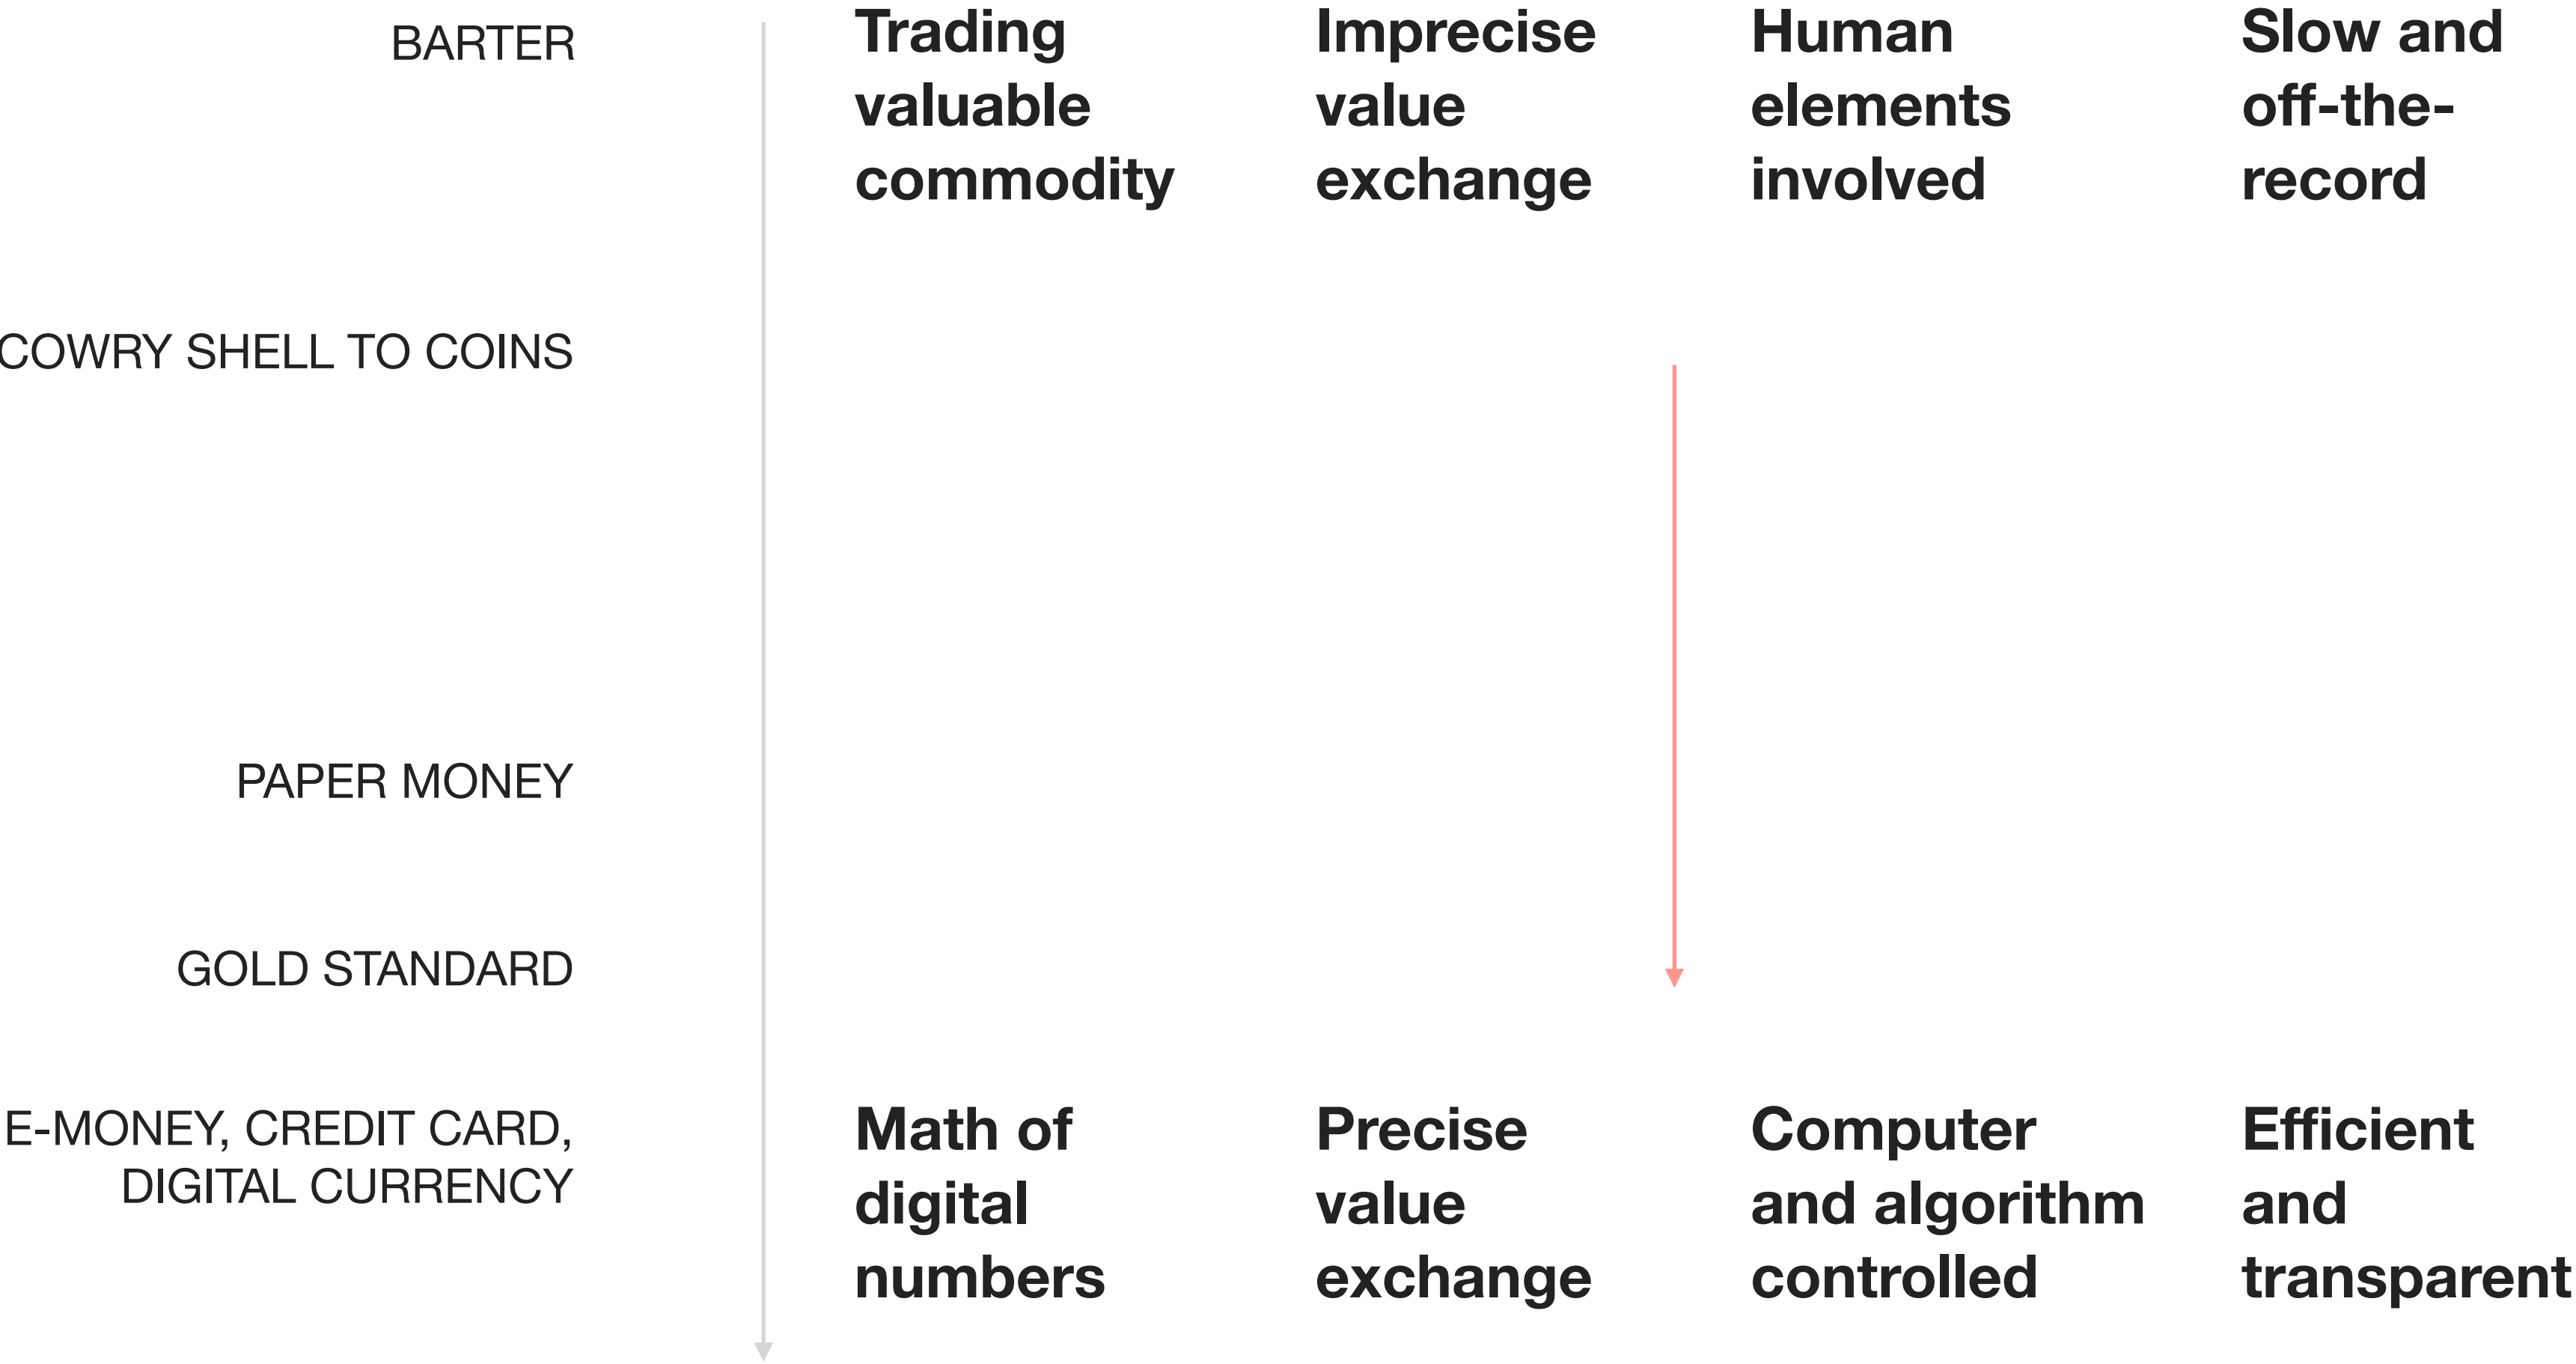 BARTER
Trading
valuable
commodity
Imprecise
value
exchange
Human
elements
involved
Slow and
off-the-
record
COWRY SHELL TO COINS
PAPER MONEY
GOLD STANDARD
E-MONEY, CREDIT CARD,
DIGITAL CURRENCY
Math of
digital
numbers
Precise
value
exchange
Computer
and algorithm
controlled
Efficient
and
transparent